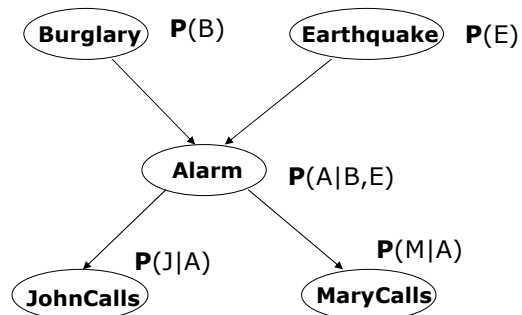 Burglary P(B)
Earthquake P(E)
Alarm
P(A|B,E)
P(J|A)
P(M|A)
JohnCalls
MaryCalls